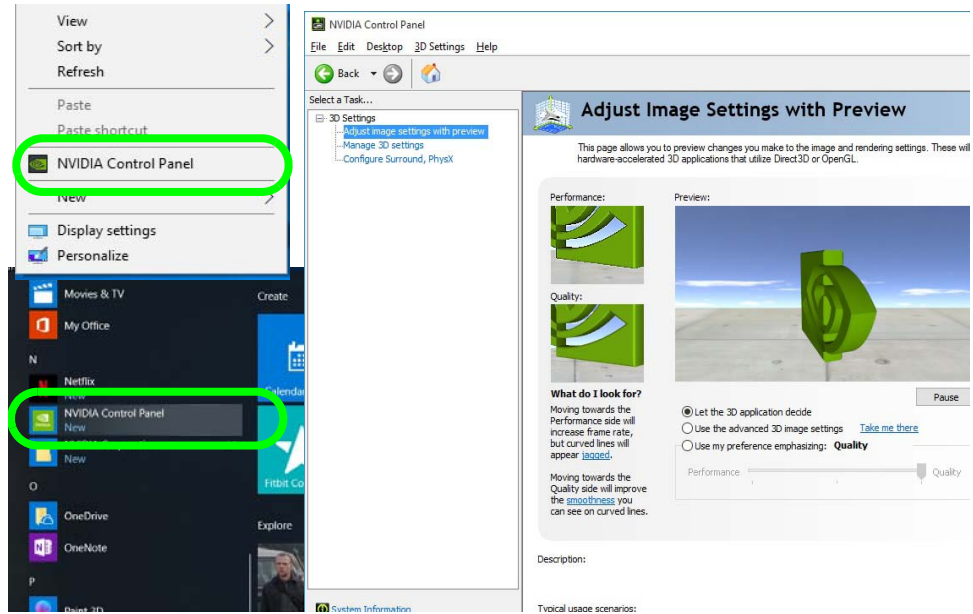 View
Sort by
Refresh
Paste
Paste shortcut
NVIDIA Control Panel
New
Display settings
Personalize
Movies & TV
Create
My Office
N
Netflix
New
NVIDIA Control Panel
New
New
O
OneDrive
OneNote
P
Paint 3D
Calendar
Fitbit Co
Explore
NVIDIA Control Panel
File Edit Desktop 3D Settings Help
Back
Select a Task...
3D Settings
Adjust image settings with preview
Manage 3D settings
Configure Surround, PhysX
System Information
Adjust Image Settings with Preview
This page allows you to preview changes you make to the image and rendering settings. These will
hardware-accelerated 3D applications that utilize Direct3D or OpenGL.
Performance:
Preview:
Quality:
What do I look for?
Moving towards the
Performance side will
increase frame rate,
but curved lines will
appear jagged.
Moving towards the
Quality side will improve
the smoothness you
can see on curved lines.
Pause
Let the 3D application decide
Use the advanced 3D image settings Take me there
Use my preference emphasizing: Quality
Performance Quality
Description:
Typical usage scenarios: